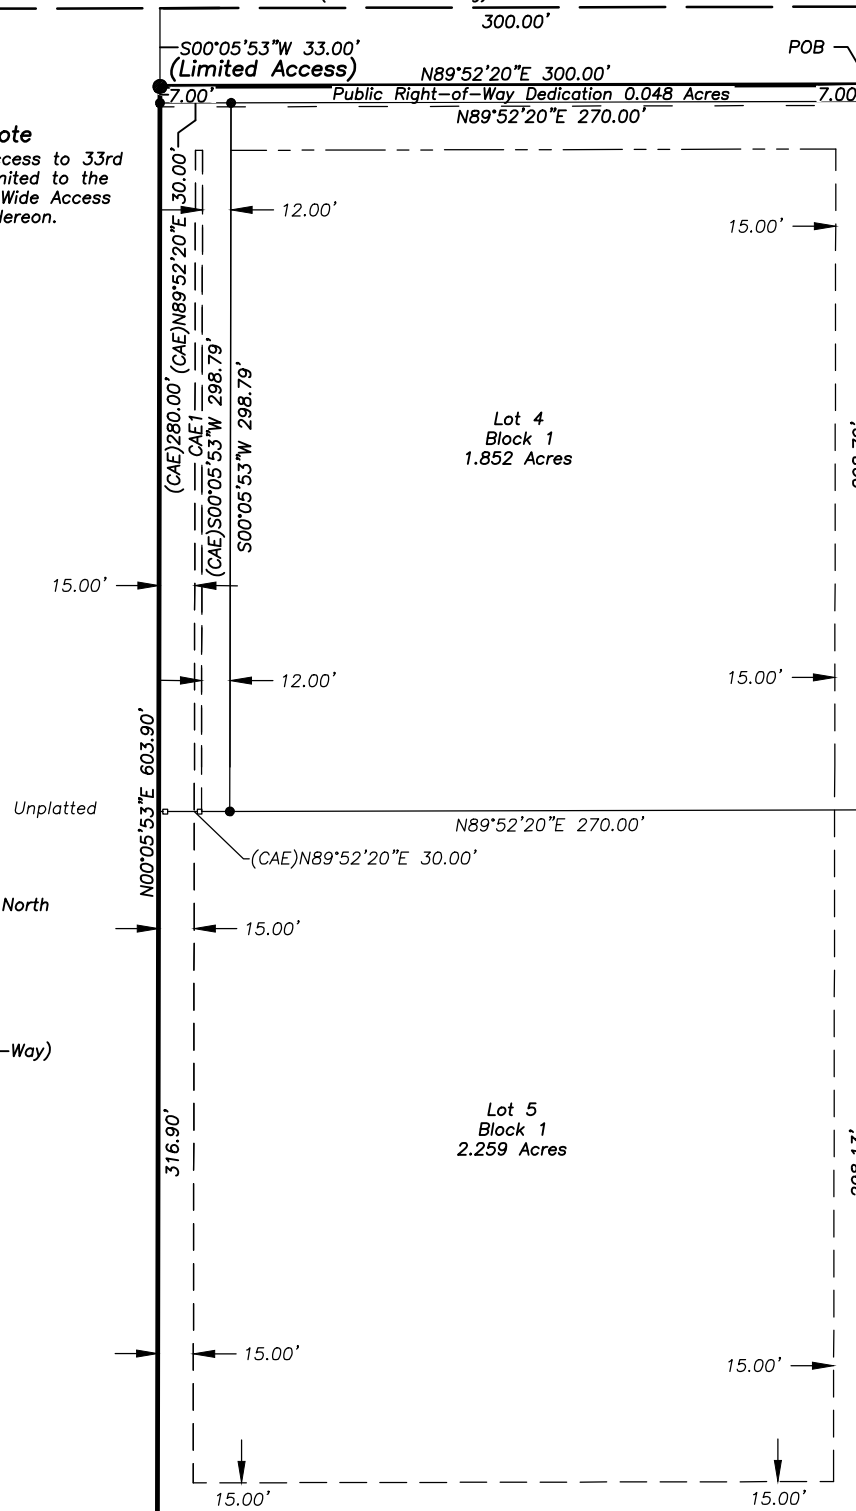 300.00'
S00°05'53"W 33.00'
POB
(Limited Access)
N89°52'20"E 300.00'
7.00'
Public Right-of-Way Dedication 0.048 Acres
7.00
N89°52'20"E 270.00'
ote
cess to 33rd
nited to the
Wide Access
Hereon.
(CAE)N89°52'20"E 30.00'
12.00'
15.00'
(CAE)280.00'
CAE1
(CAE)S00°05'53"W 298.79'
S00°05'53"W 298.79'
Lot 4
Block 1
1.852 Acres
15.00'
12.00'
15.00'
N00°05'53"E 603.90'
Unplatted
N89°52'20"E 270.00'
(CAE)N89°52'20"E 30.00'
North
15.00'
-Way)
316.90'
Lot 5
Block 1
2.259 Acres
15.00'
15.00'
15.00'
15.00'